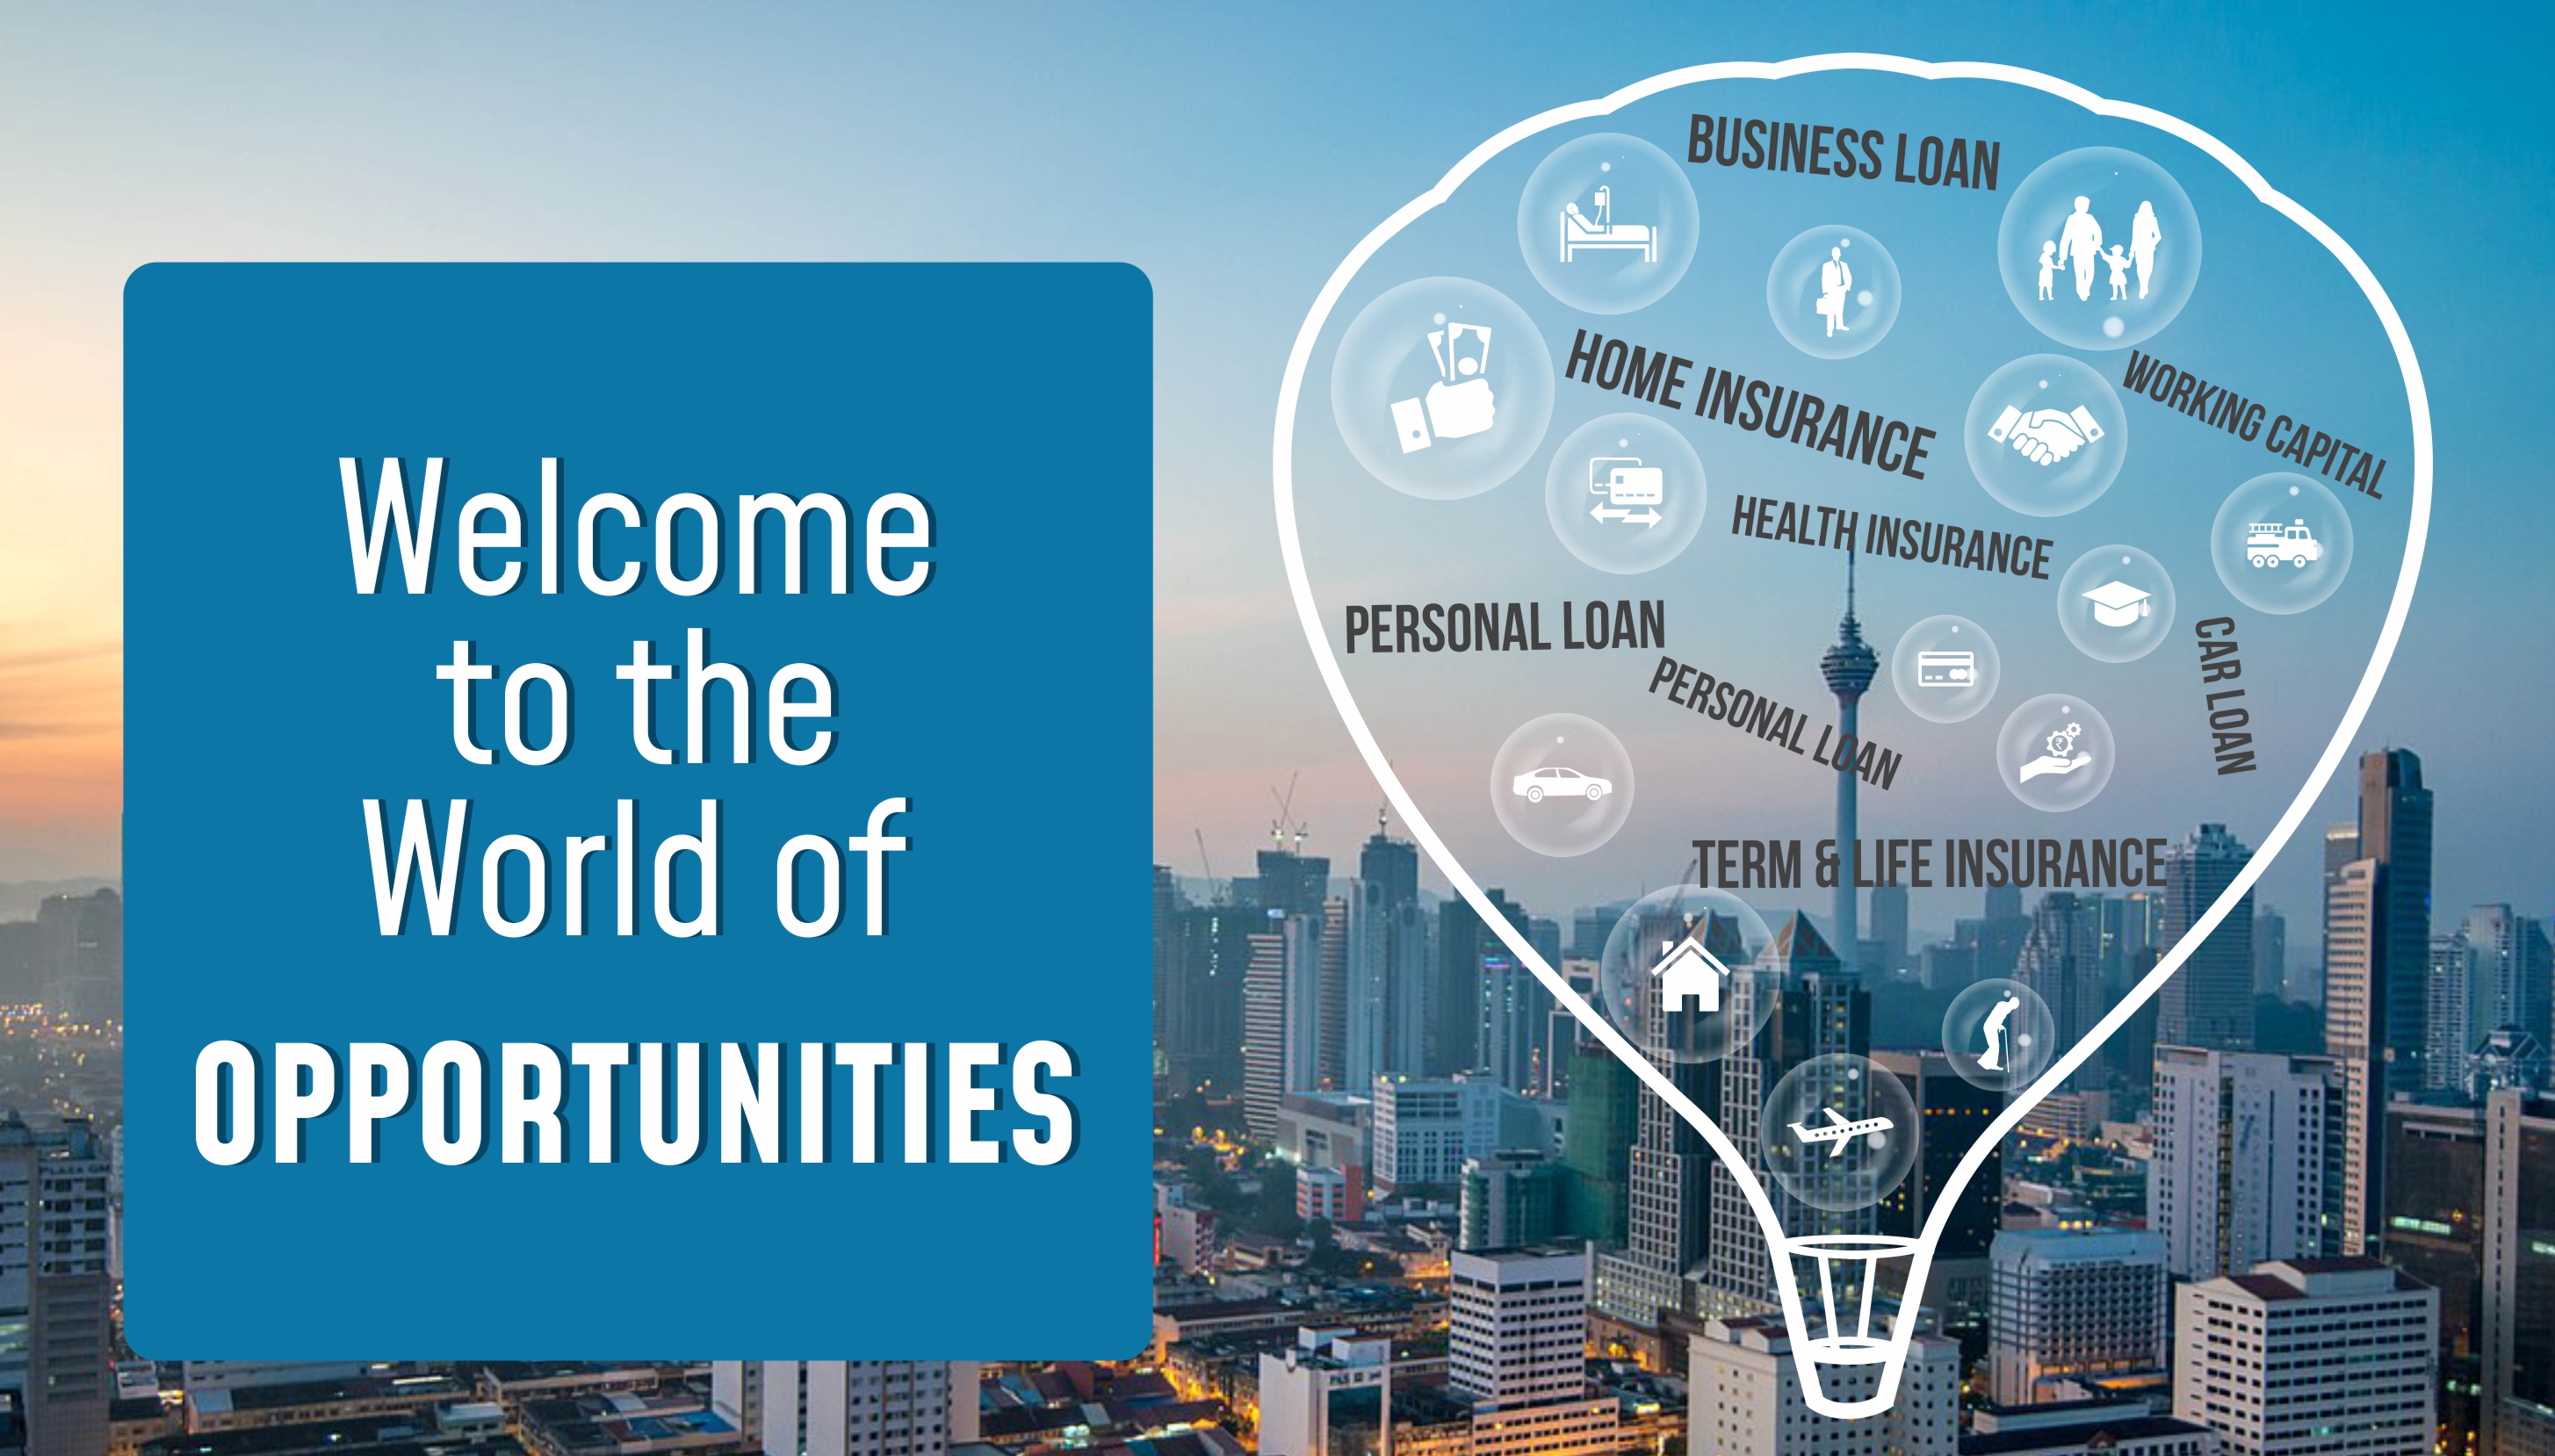 Welcome
to the
World of
OPPORTUNITIES
BUSINESS LOAN
HOME INSURANCE
WORKING CAPITAL
HEALTH INSURANCE
PERSONAL LOAN
PERSONAL LOAN
CAR LOAN
₹
TERM & LIFE INSURANCE